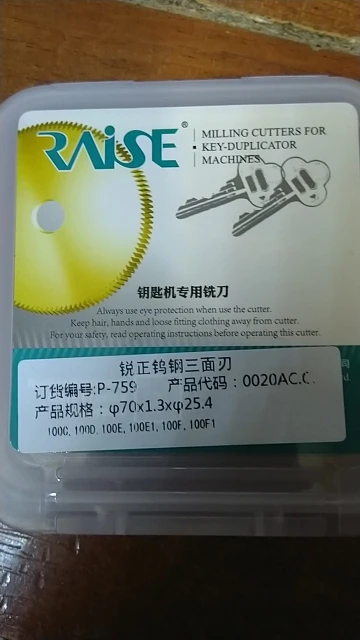 RAISE®
MILLING CUTTERS FOR
KEY-DUPLICATOR
MACHINES
钥匙机专用铣刀
Always use eye protection when use the cutter.
Keep hair, hands and loose fitting clothing away from cutter.
For your safety, read operating instructions before operating this cutter.
锐正钨钢三面刃
订货编号:P-759 产品代码：0020AC.C.
产品规格：φ70x1.3xφ25.4
100C, 100D, 100E, 100E1, 100F, 100F1